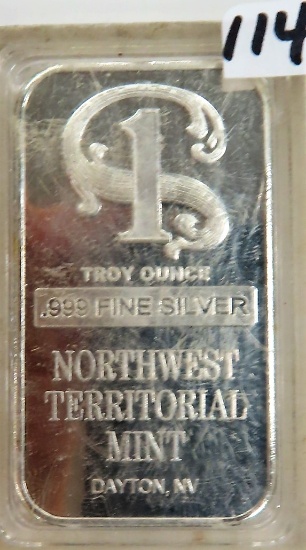 114
1
TROY OUNCE
.999 FINE SILVER
NORTHWEST
TERRITORIAL
MINT
DAYTON, NV